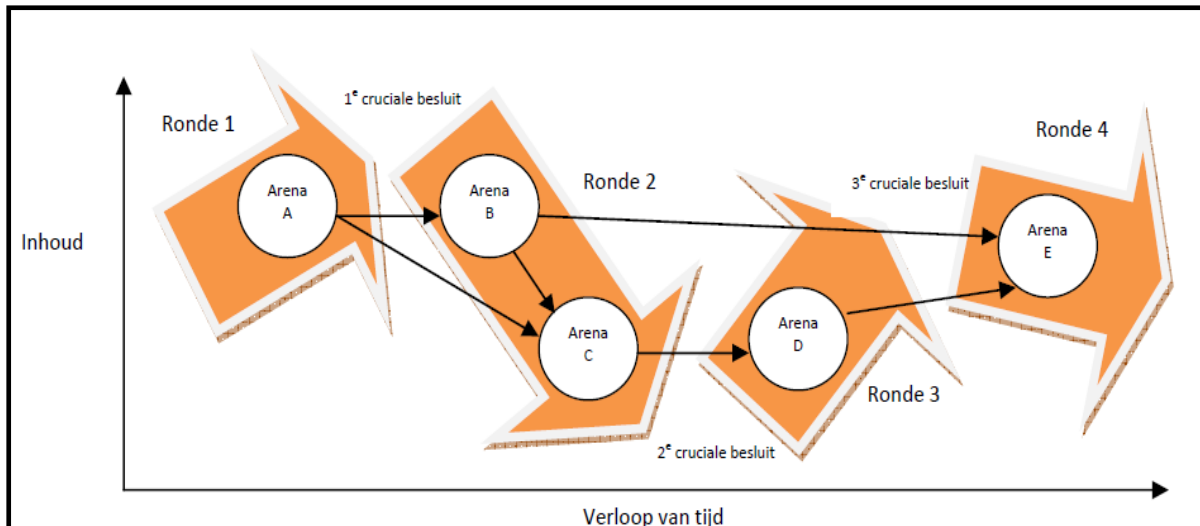 1e cruciale besluit
Ronde 1
Ronde 4
Arena
A
Arena
B
Ronde 2
3e cruciale besluit
Inhoud
Arena
E
Arena
C
Arena
D
Ronde 3
2e cruciale besluit
Verloop van tijd